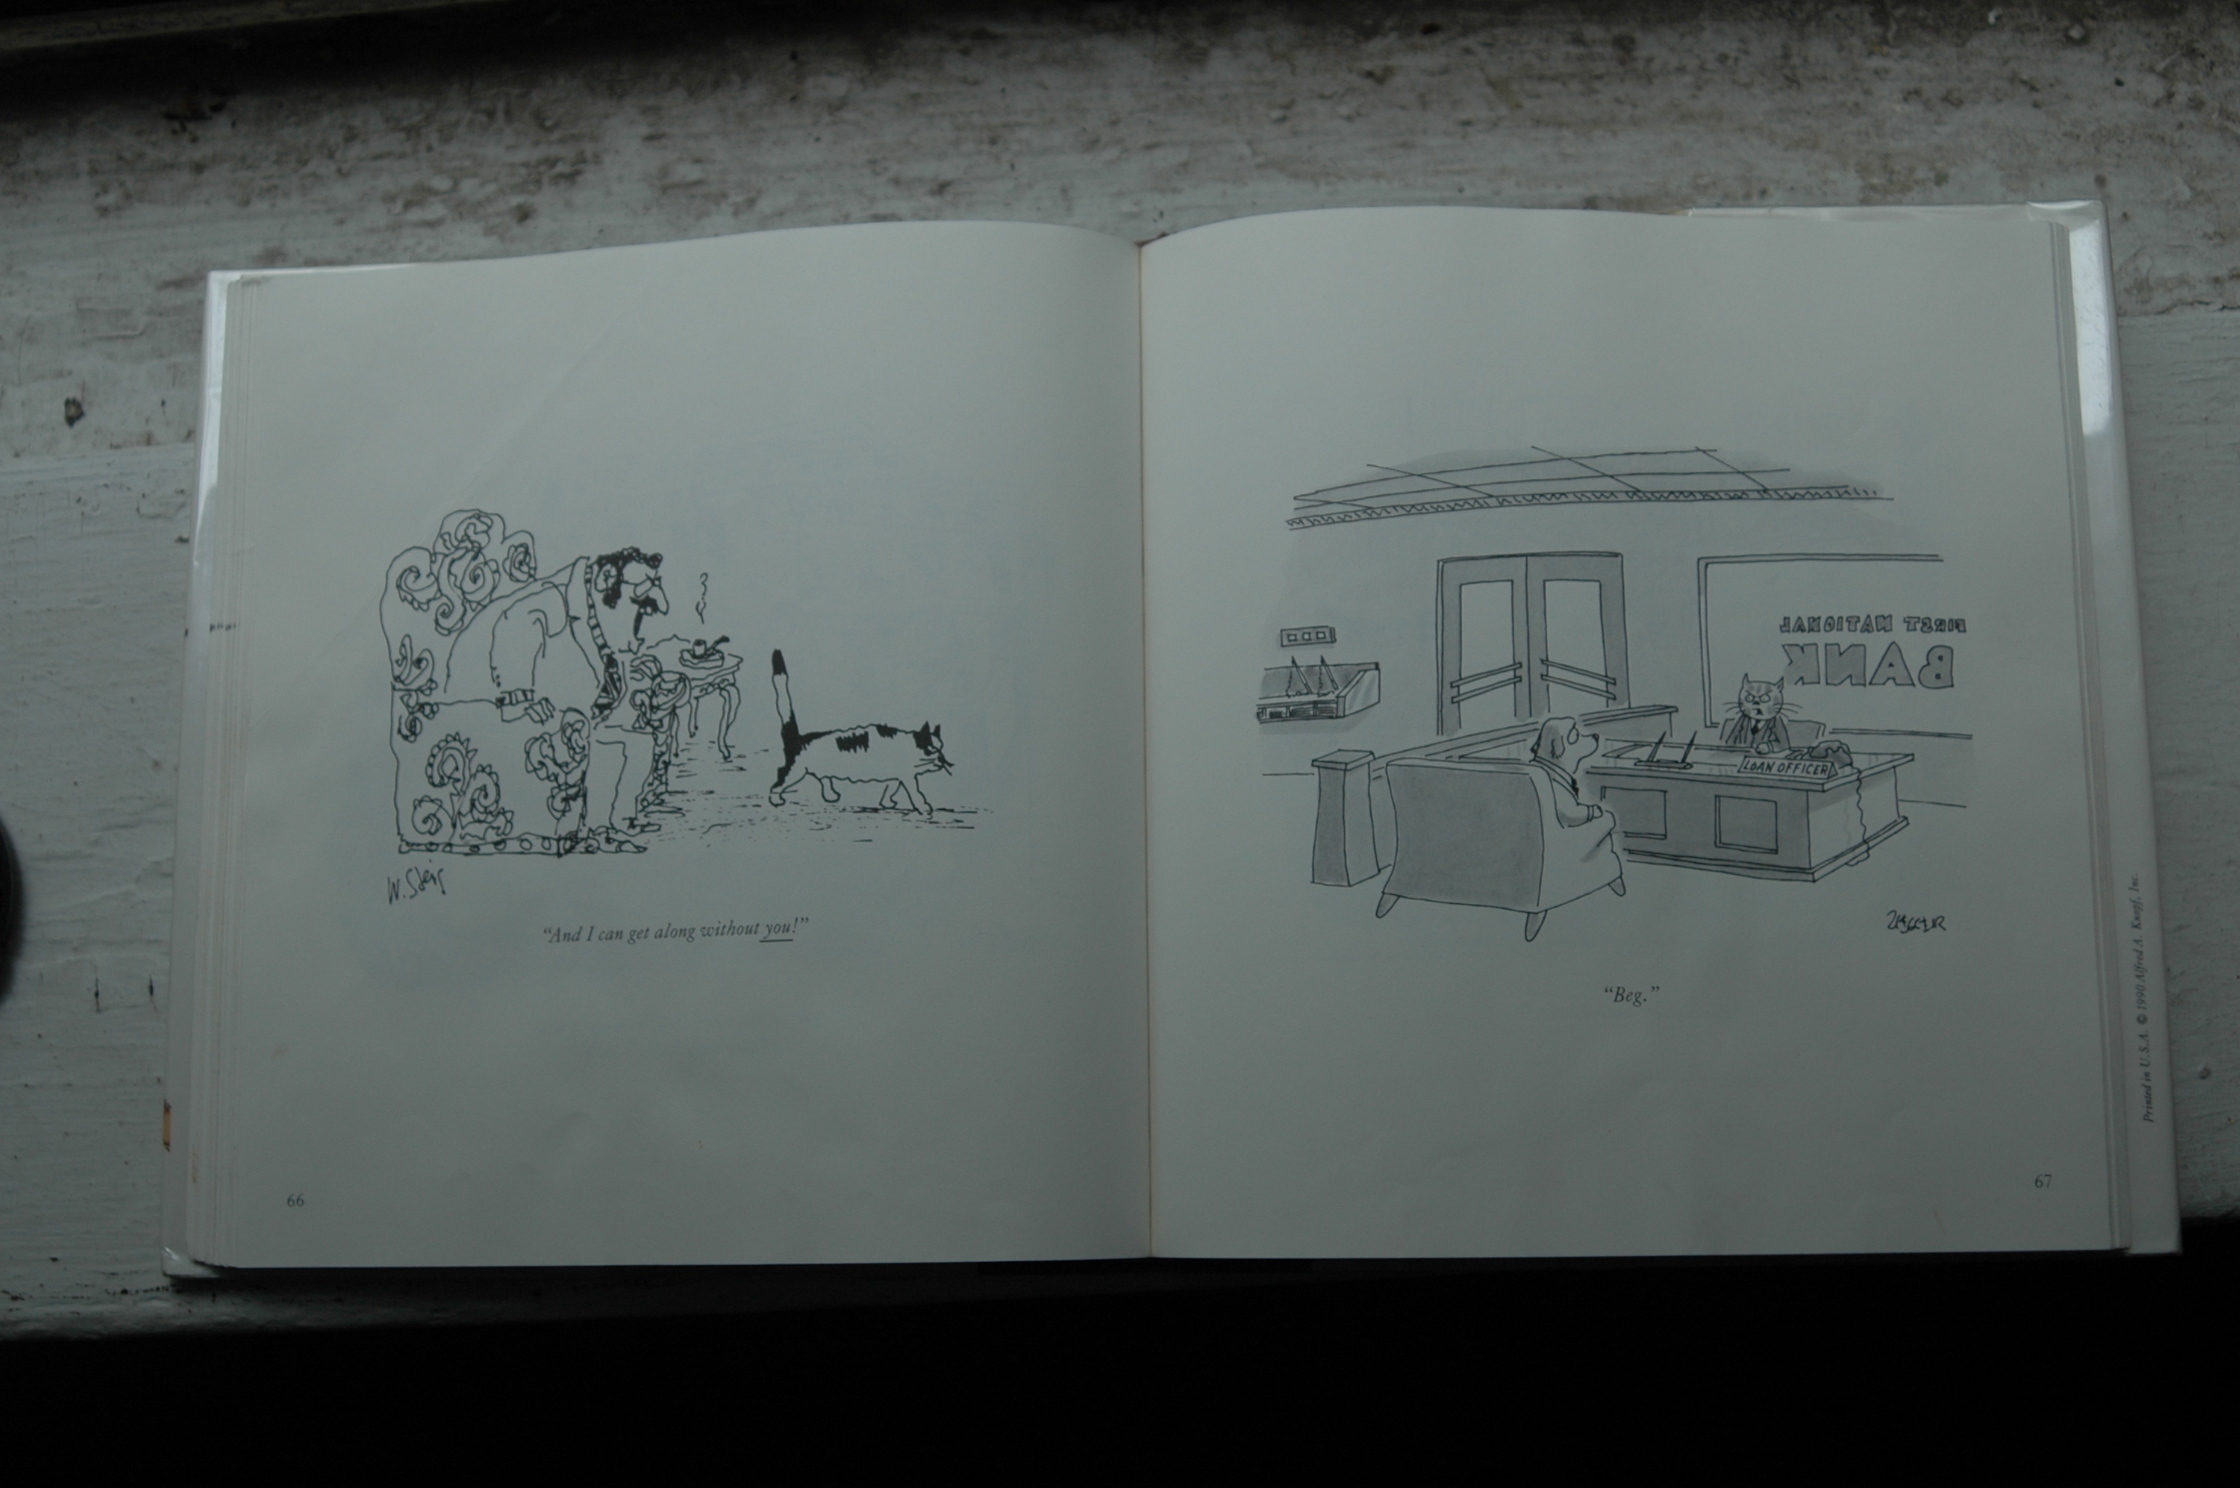 W. Steig
"And I can get along without you!"
66
FIRST NATIONAL
BANK
LOAN OFFICER
ZIEGLER
"Beg."
67
Printed in U.S.A. © 1990 Alfred A. Knopf, Inc.